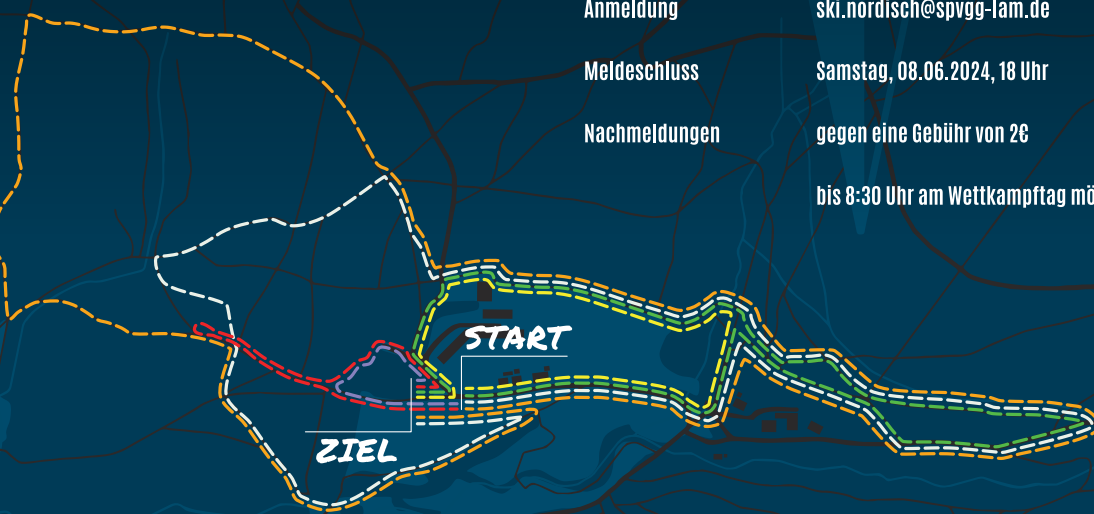 Anmeldung ski.nordisch@spvgg-lam.de
Meldeschluss Samstag, 08.06.2024, 18 Uhr
Nachmeldungen gegen eine Gebühr von 2€
bis 8:30 Uhr am Wettkampftag
START
ZIEL